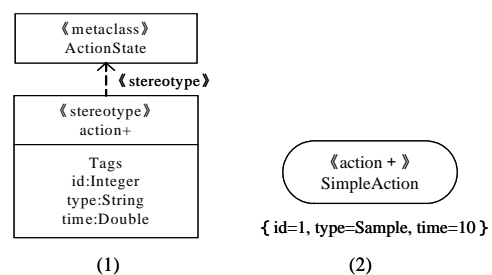 《metaclass》
ActionState
《stereotype》
《stereotype》
action+
Tags
id:Integer
type:String
time:Double
(1)
《action + 》
SimpleAction
{ id=1, type=Sample, time=10 }
(2)